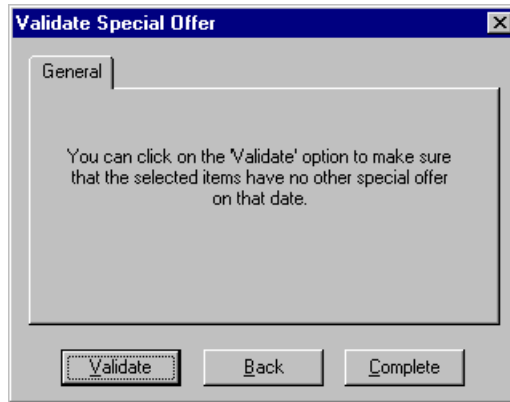 Validate Special Offer
General
You can click on the 'Validate' option to make sure
that the selected items have no other special offer
on that date.
Validate Back Complete